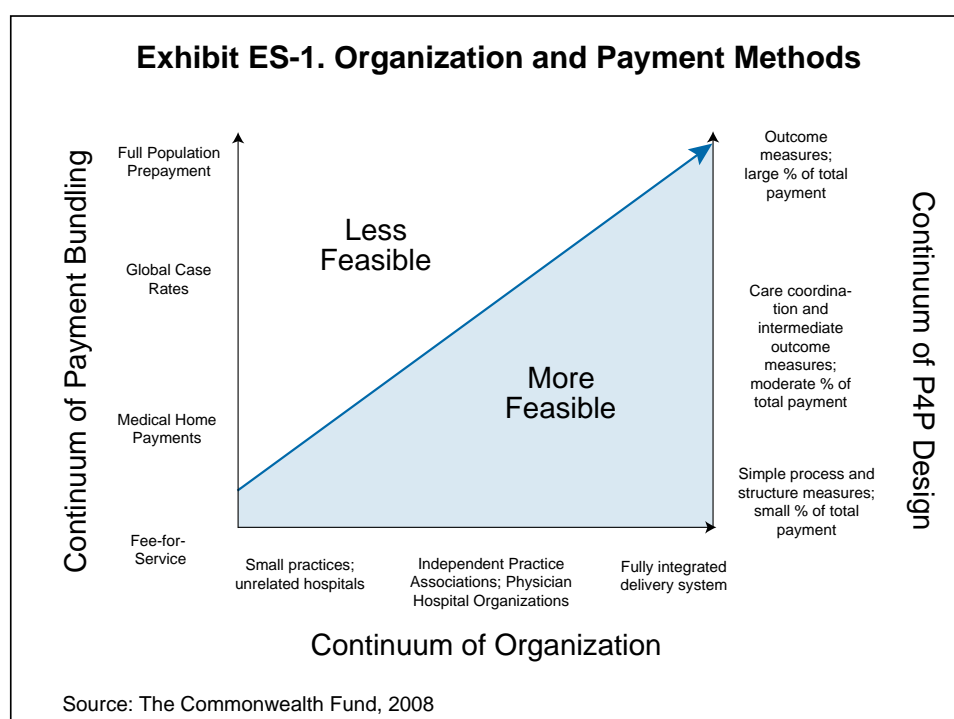 Exhibit ES-1. Organization and Payment Methods
Continuum of Payment Bundling
Full Population
Prepayment
Global Case
Rates
Medical Home
Payments
Fee-for-
Service
Less
Feasible
More
Feasible
Outcome
measures;
large % of total
payment
Care coordina-
tion and
intermediate
outcome
measures;
moderate % of
total payment
Simple process and
structure measures;
small % of total
payment
Continuum of P4P Design
Small practices;
unrelated hospitals
Independent Practice
Associations; Physician
Hospital Organizations
Fully integrated
delivery system
Continuum of Organization
Source: The Commonwealth Fund, 2008